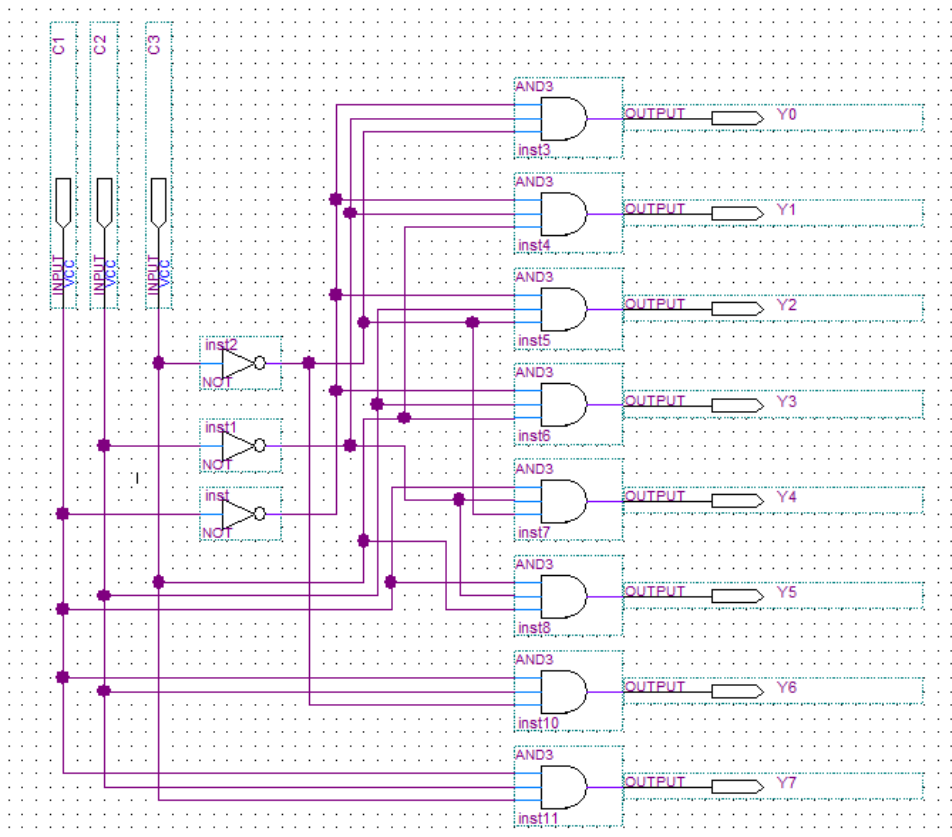 C1
C2
C3
INPUT
VCC
INPUT
VCC
INPUT
VCC
AND3
OUTPUT
Y0
inst3
AND3
OUTPUT
Y1
inst4
AND3
OUTPUT
Y2
inst5
inst2
NOT
AND3
OUTPUT
Y3
inst6
inst1
NOT
AND3
OUTPUT
Y4
inst7
inst
NOT
AND3
OUTPUT
Y5
inst8
AND3
OUTPUT
Y6
inst10
AND3
OUTPUT
Y7
inst11